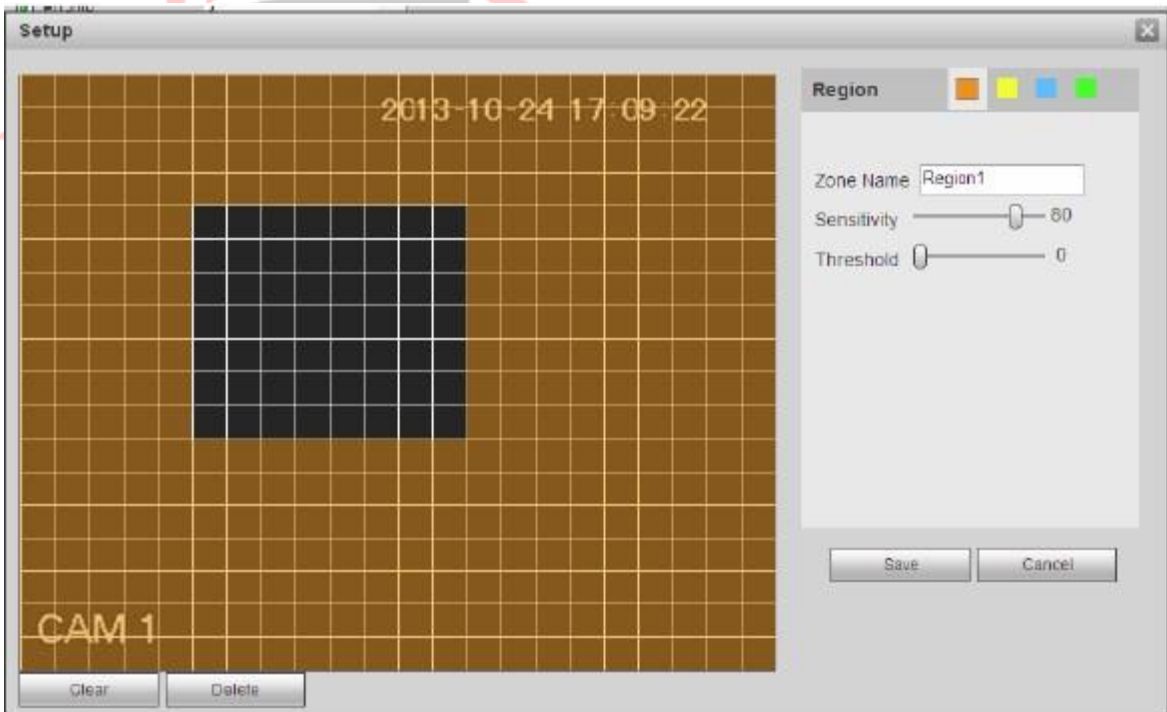 Setup
2013-10-24 17:09:22
CAM 1
Clear
Delete
Region
Zone Name Region1
Sensitivity 80
Threshold 0
Save
Cancel